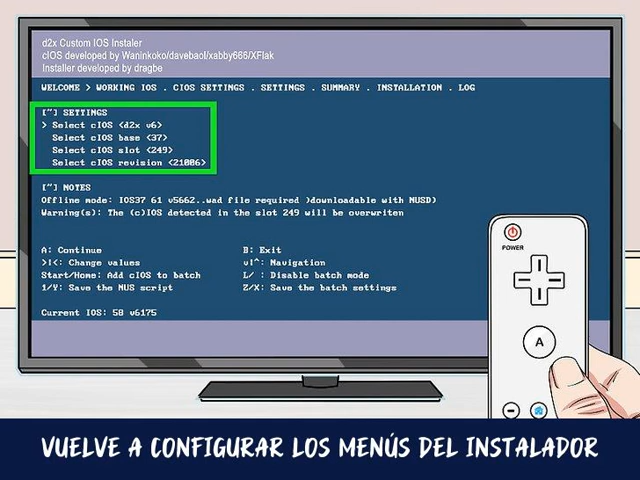 d2x Custom IOS Instaler
cIOS developed by Waninkoko/davebaol/xabby666/XFlak
Installer developed by dragbe
WELCOME > WORKING IOS . CIOS SETTINGS . SETTINGS . SUMMARY . INSTALLATION . LOG
[~] SETTINGS
> Select cIOS <d2x v6>
Select cIOS base <37>
Select cIOS slot <249>
Select cIOS revision <21006>
[~] NOTES
Offline mode: IOS37 61 v5662..wad file required )downloadable with NUSD)
Warning(s): The (c)IOS detected in the slot 249 will be overwriten
A: Continue
B: Exit
>|<: Change values
v|^: Navigation
Start/Home: Add cIOS to batch
L/ : Disable batch mode
1/Y: Save the NUS script
Z/X: Save the batch settings
Current IOS: 58 v6175
POWER
A
VUELVE A CONFIGURAR LOS MENÚS DEL INSTALADOR